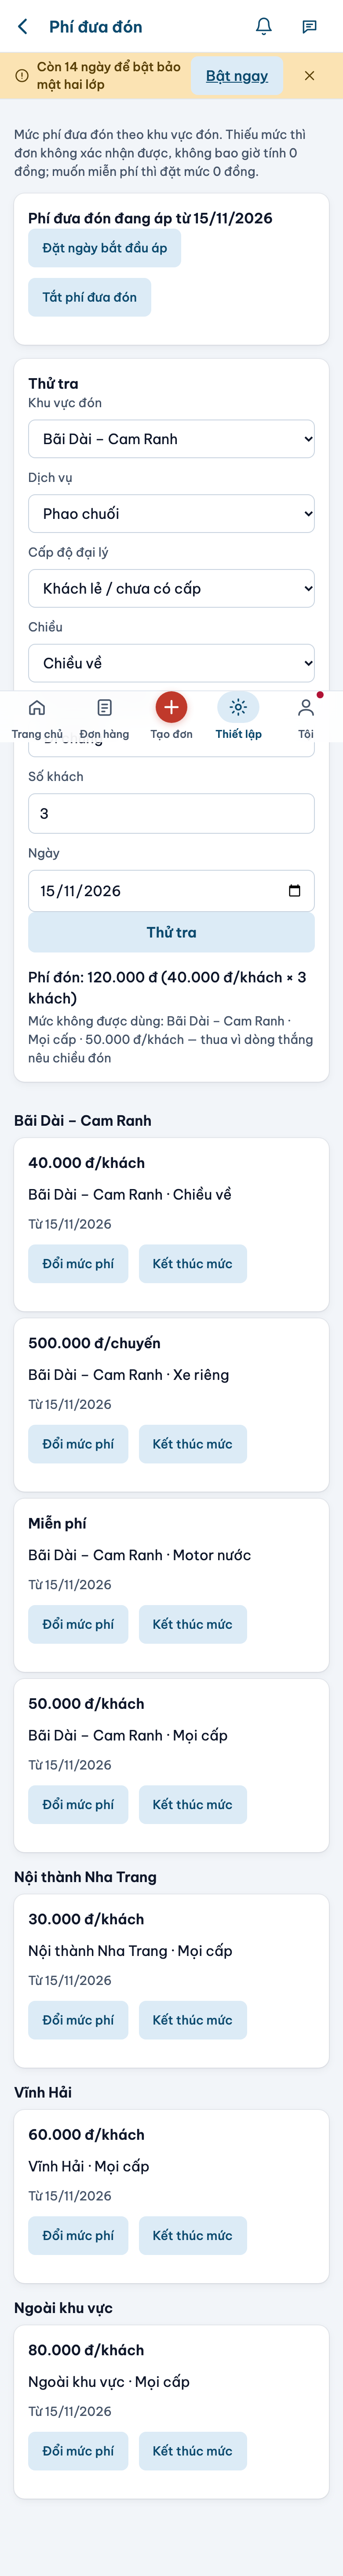 Phí đưa đón
Còn 14 ngày để bật bảo
mật hai lớp
Bật ngay
Mức phí đưa đón theo khu vực đón. Thiếu mức thì
đơn không xác nhận được, không bao giờ tính 0
đồng; muốn miễn phí thì đặt mức 0 đồng.
Phí đưa đón đang áp từ 15/11/2026
Đặt ngày bắt đầu áp
Tắt phí đưa đón
Thử tra
Khu vực đón
Bãi Dài – Cam Ranh
Dịch vụ
Phao chuối
Cấp độ đại lý
Khách lẻ / chưa có cấp
Chiều
Chiều về
Trang chủ
Đơn hàng
Tạo đơn
Thiết lập
Tôi
Số khách
3
Ngày
15/11/2026
Thử tra
Phí đón: 120.000 đ (40.000 đ/khách × 3
khách)
Mức không được dùng: Bãi Dài – Cam Ranh ·
Mọi cấp · 50.000 đ/khách — thua vì dòng thắng
nêu chiều đón
Bãi Dài – Cam Ranh
40.000 đ/khách
Bãi Dài – Cam Ranh · Chiều về
Từ 15/11/2026
Đổi mức phí
Kết thúc mức
500.000 đ/chuyến
Bãi Dài – Cam Ranh · Xe riêng
Từ 15/11/2026
Đổi mức phí
Kết thúc mức
Miễn phí
Bãi Dài – Cam Ranh · Motor nước
Từ 15/11/2026
Đổi mức phí
Kết thúc mức
50.000 đ/khách
Bãi Dài – Cam Ranh · Mọi cấp
Từ 15/11/2026
Đổi mức phí
Kết thúc mức
Nội thành Nha Trang
30.000 đ/khách
Nội thành Nha Trang · Mọi cấp
Từ 15/11/2026
Đổi mức phí
Kết thúc mức
Vĩnh Hải
60.000 đ/khách
Vĩnh Hải · Mọi cấp
Từ 15/11/2026
Đổi mức phí
Kết thúc mức
Ngoài khu vực
80.000 đ/khách
Ngoài khu vực · Mọi cấp
Từ 15/11/2026
Đổi mức phí
Kết thúc mức